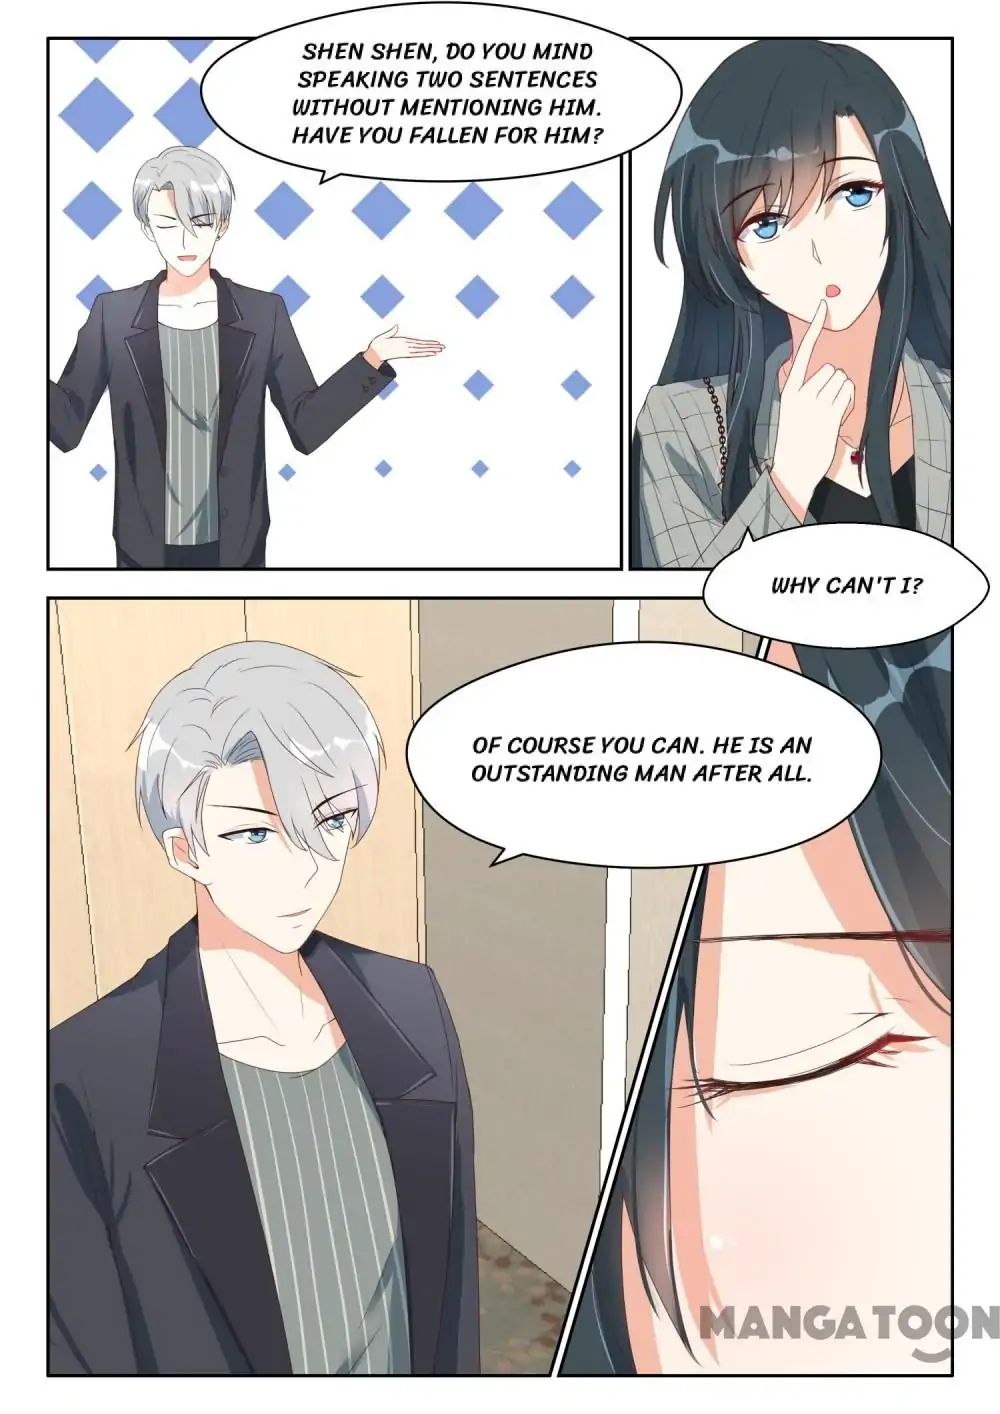 SHEN SHEN, DO YOU MIND
SPEAKING TWO SENTENCES
WITHOUT MENTIONING HIM.
HAVE YOU FALLEN FOR HIM?
WHY CAN'T I?
OF COURSE YOU CAN. HE IS AN
OUTSTANDING MAN AFTER ALL.
MANGATOON